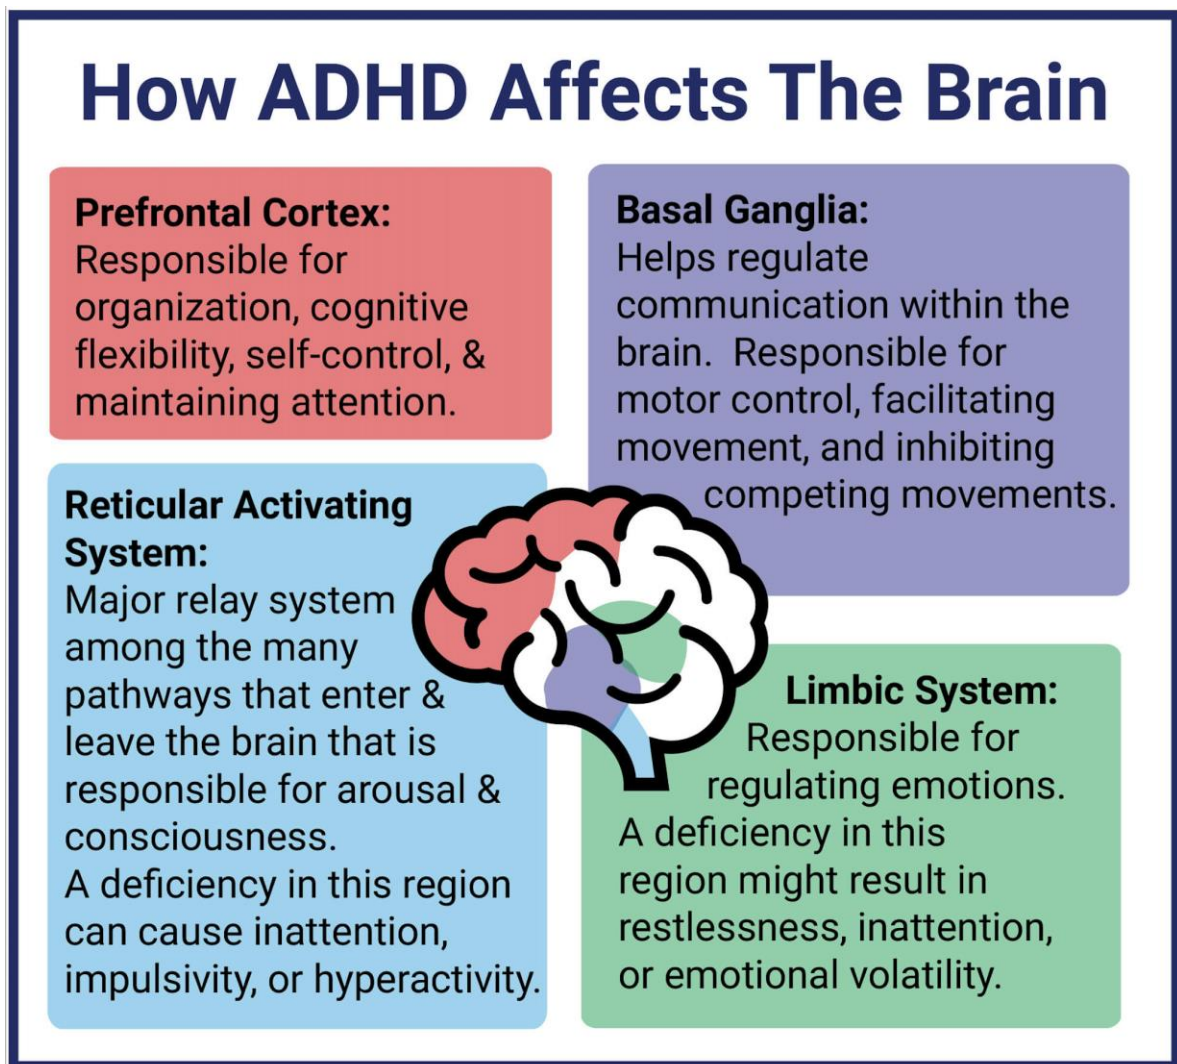 How ADHD Affects The Brain
Prefrontal Cortex:
Responsible for
organization, cognitive
flexibility, self-control, &
maintaining attention.
Basal Ganglia:
Helps regulate
communication within the
brain.  Responsible for
motor control, facilitating
movement, and inhibiting
competing movements.
Reticular Activating
System:
Major relay system
among the many
pathways that enter &
leave the brain that is
responsible for arousal &
consciousness.
A deficiency in this region
can cause inattention,
impulsivity, or hyperactivity.
Limbic System:
Responsible for
regulating emotions.
A deficiency in this
region might result in
restlessness, inattention,
or emotional volatility.